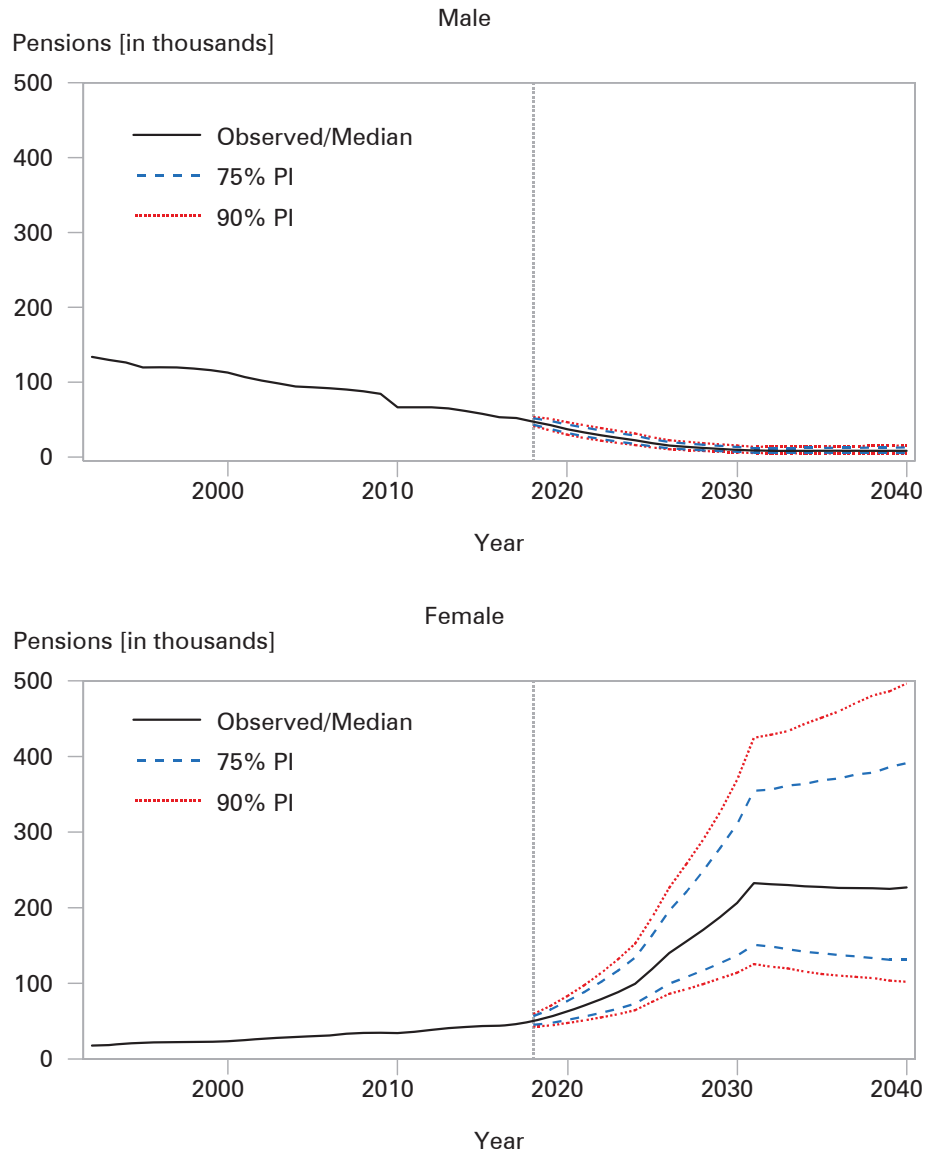 Male
Pensions [in thousands]
500
400
300
200
100
0
Observed/Median
75% PI
90% PI
2000 2010 2020 2030 2040
Year
Female
Pensions [in thousands]
500
400
300
200
100
0
Observed/Median
75% PI
90% PI
2000 2010 2020 2030 2040
Year